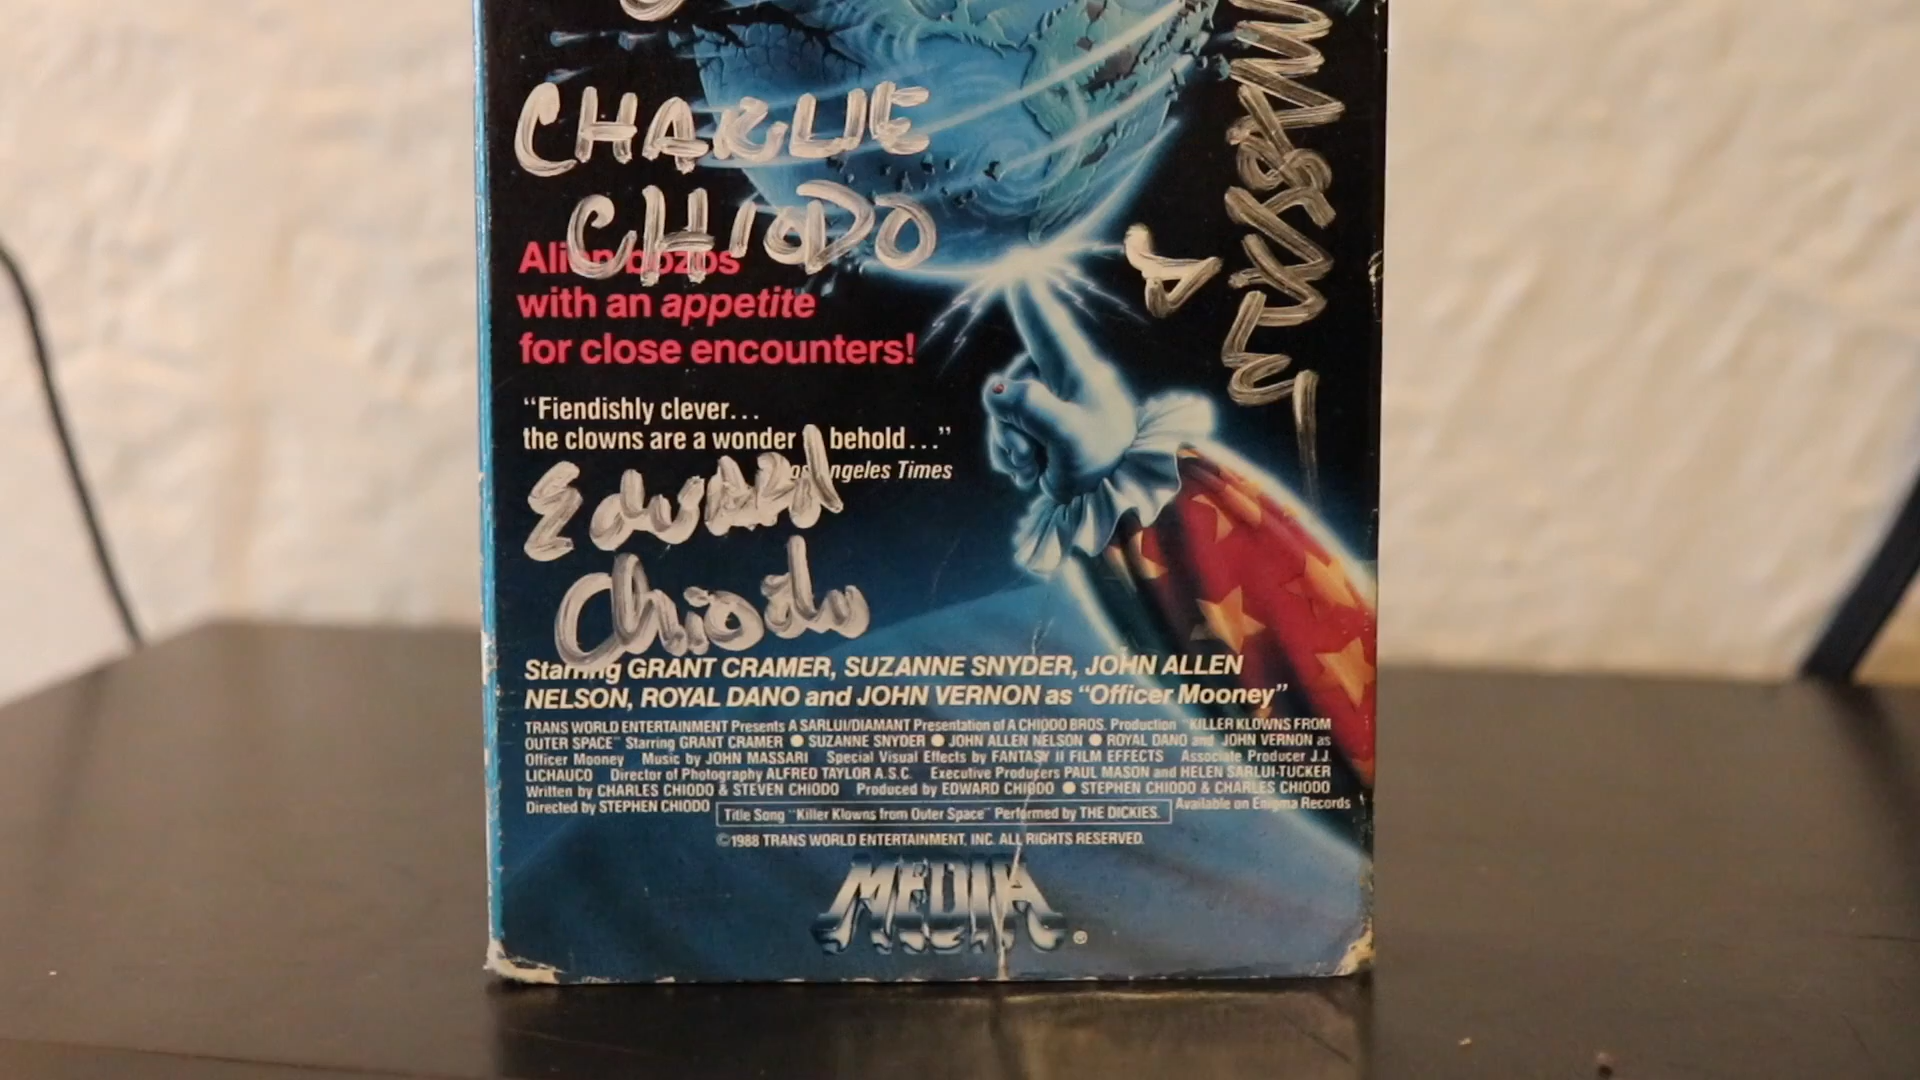 CHARLIE
CHIODO
Alien bozos
with an appetite
for close encounters!
“Fiendishly clever...
the clowns are a wonder behold...”
Angeles Times
Edward
Chiodo
Starring GRANT CRAMER, SUZANNE SNYDER, JOHN ALLEN
NELSON, ROYAL DANO and JOHN VERNON as “Officer Mooney”
TRANS WORLD ENTERTAINMENT Presents A SARLUI/DIAMANT Presentation of A CHIODO BROS. Production “KILLER KLOWNS FROM
OUTER SPACE” Starring GRANT CRAMER ● SUZANNE SNYDER ● JOHN ALLEN NELSON ● ROYAL DANO and JOHN VERNON as
Officer Mooney Music by JOHN MASSARI Special Visual Effects by FANTASY II FILM EFFECTS Associate Producer J.J.
LICHAUCO Director of Photography ALFRED TAYLOR A.S.C. Executive Producers PAUL MASON and HELEN SARLUI-TUCKER
Written by CHARLES CHIODO & STEVEN CHIODO Produced by EDWARD CHIODO ● STEPHEN CHIODO & CHARLES CHIODO
Directed by STEPHEN CHIODO Title Song “Killer Klowns from Outer Space” Performed by THE DICKIES. Available on Enigma Records
©1988 TRANS WORLD ENTERTAINMENT, INC. ALL RIGHTS RESERVED.
MEDIA®